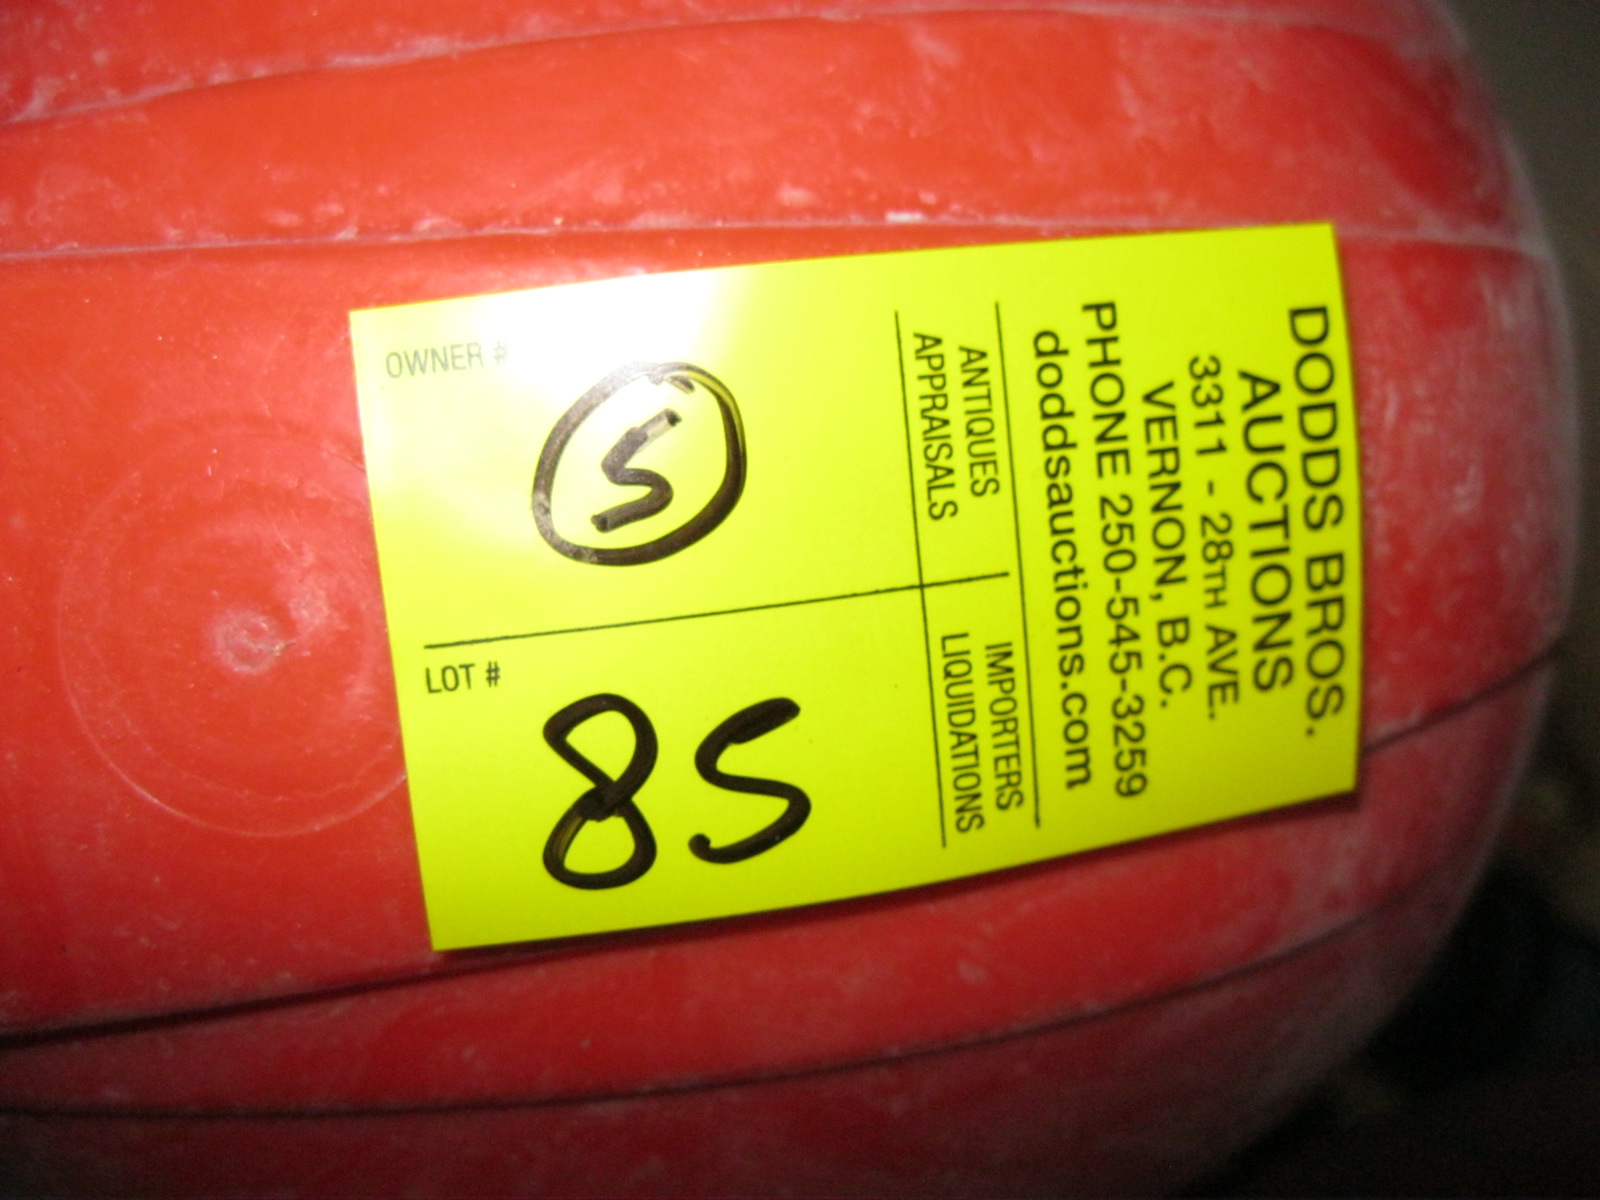 DODDS BROS.
AUCTIONS
3311 - 28TH AVE.
VERNON, B.C.
PHONE 250-545-3259
doddsauctions.com
ANTIQUES
APPRAISALS
IMPORTERS
LIQUIDATIONS
OWNER #
5
LOT #
85